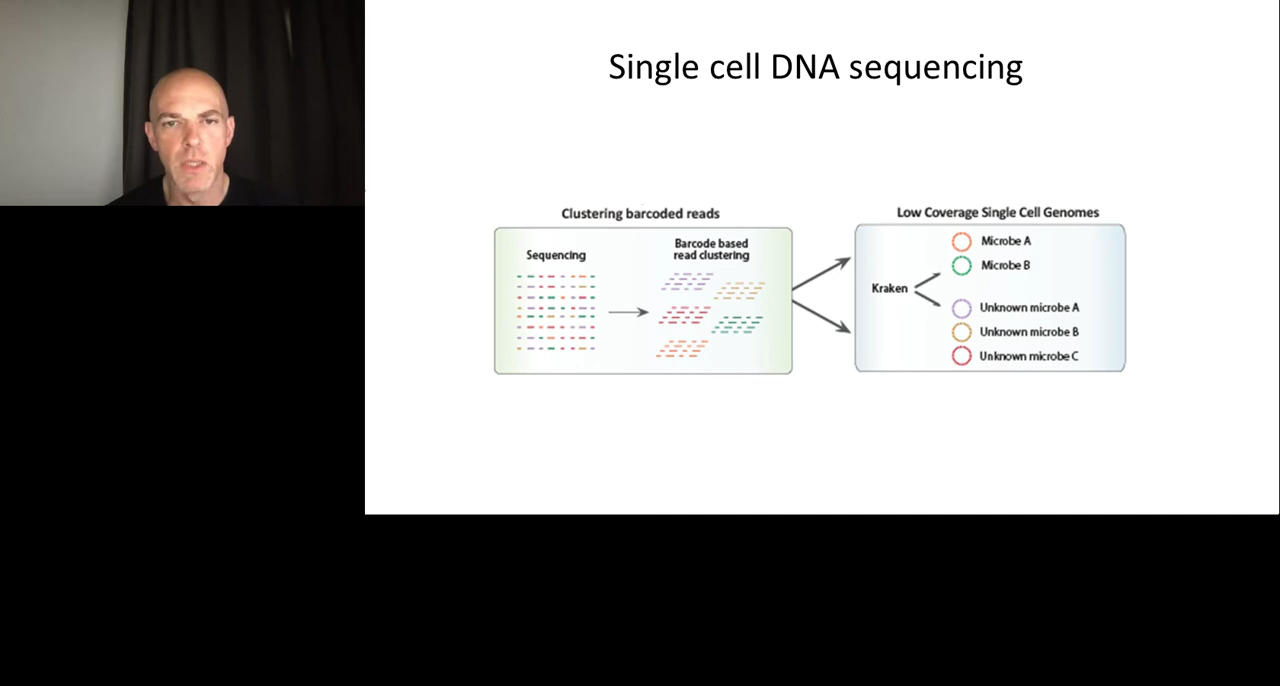 Single cell DNA sequencing
Clustering barcoded reads
Sequencing
Barcode based
read clustering
Low Coverage Single Cell Genomes
Kraken
Microbe A
Microbe B
Unknown microbe A
Unknown microbe B
Unknown microbe C